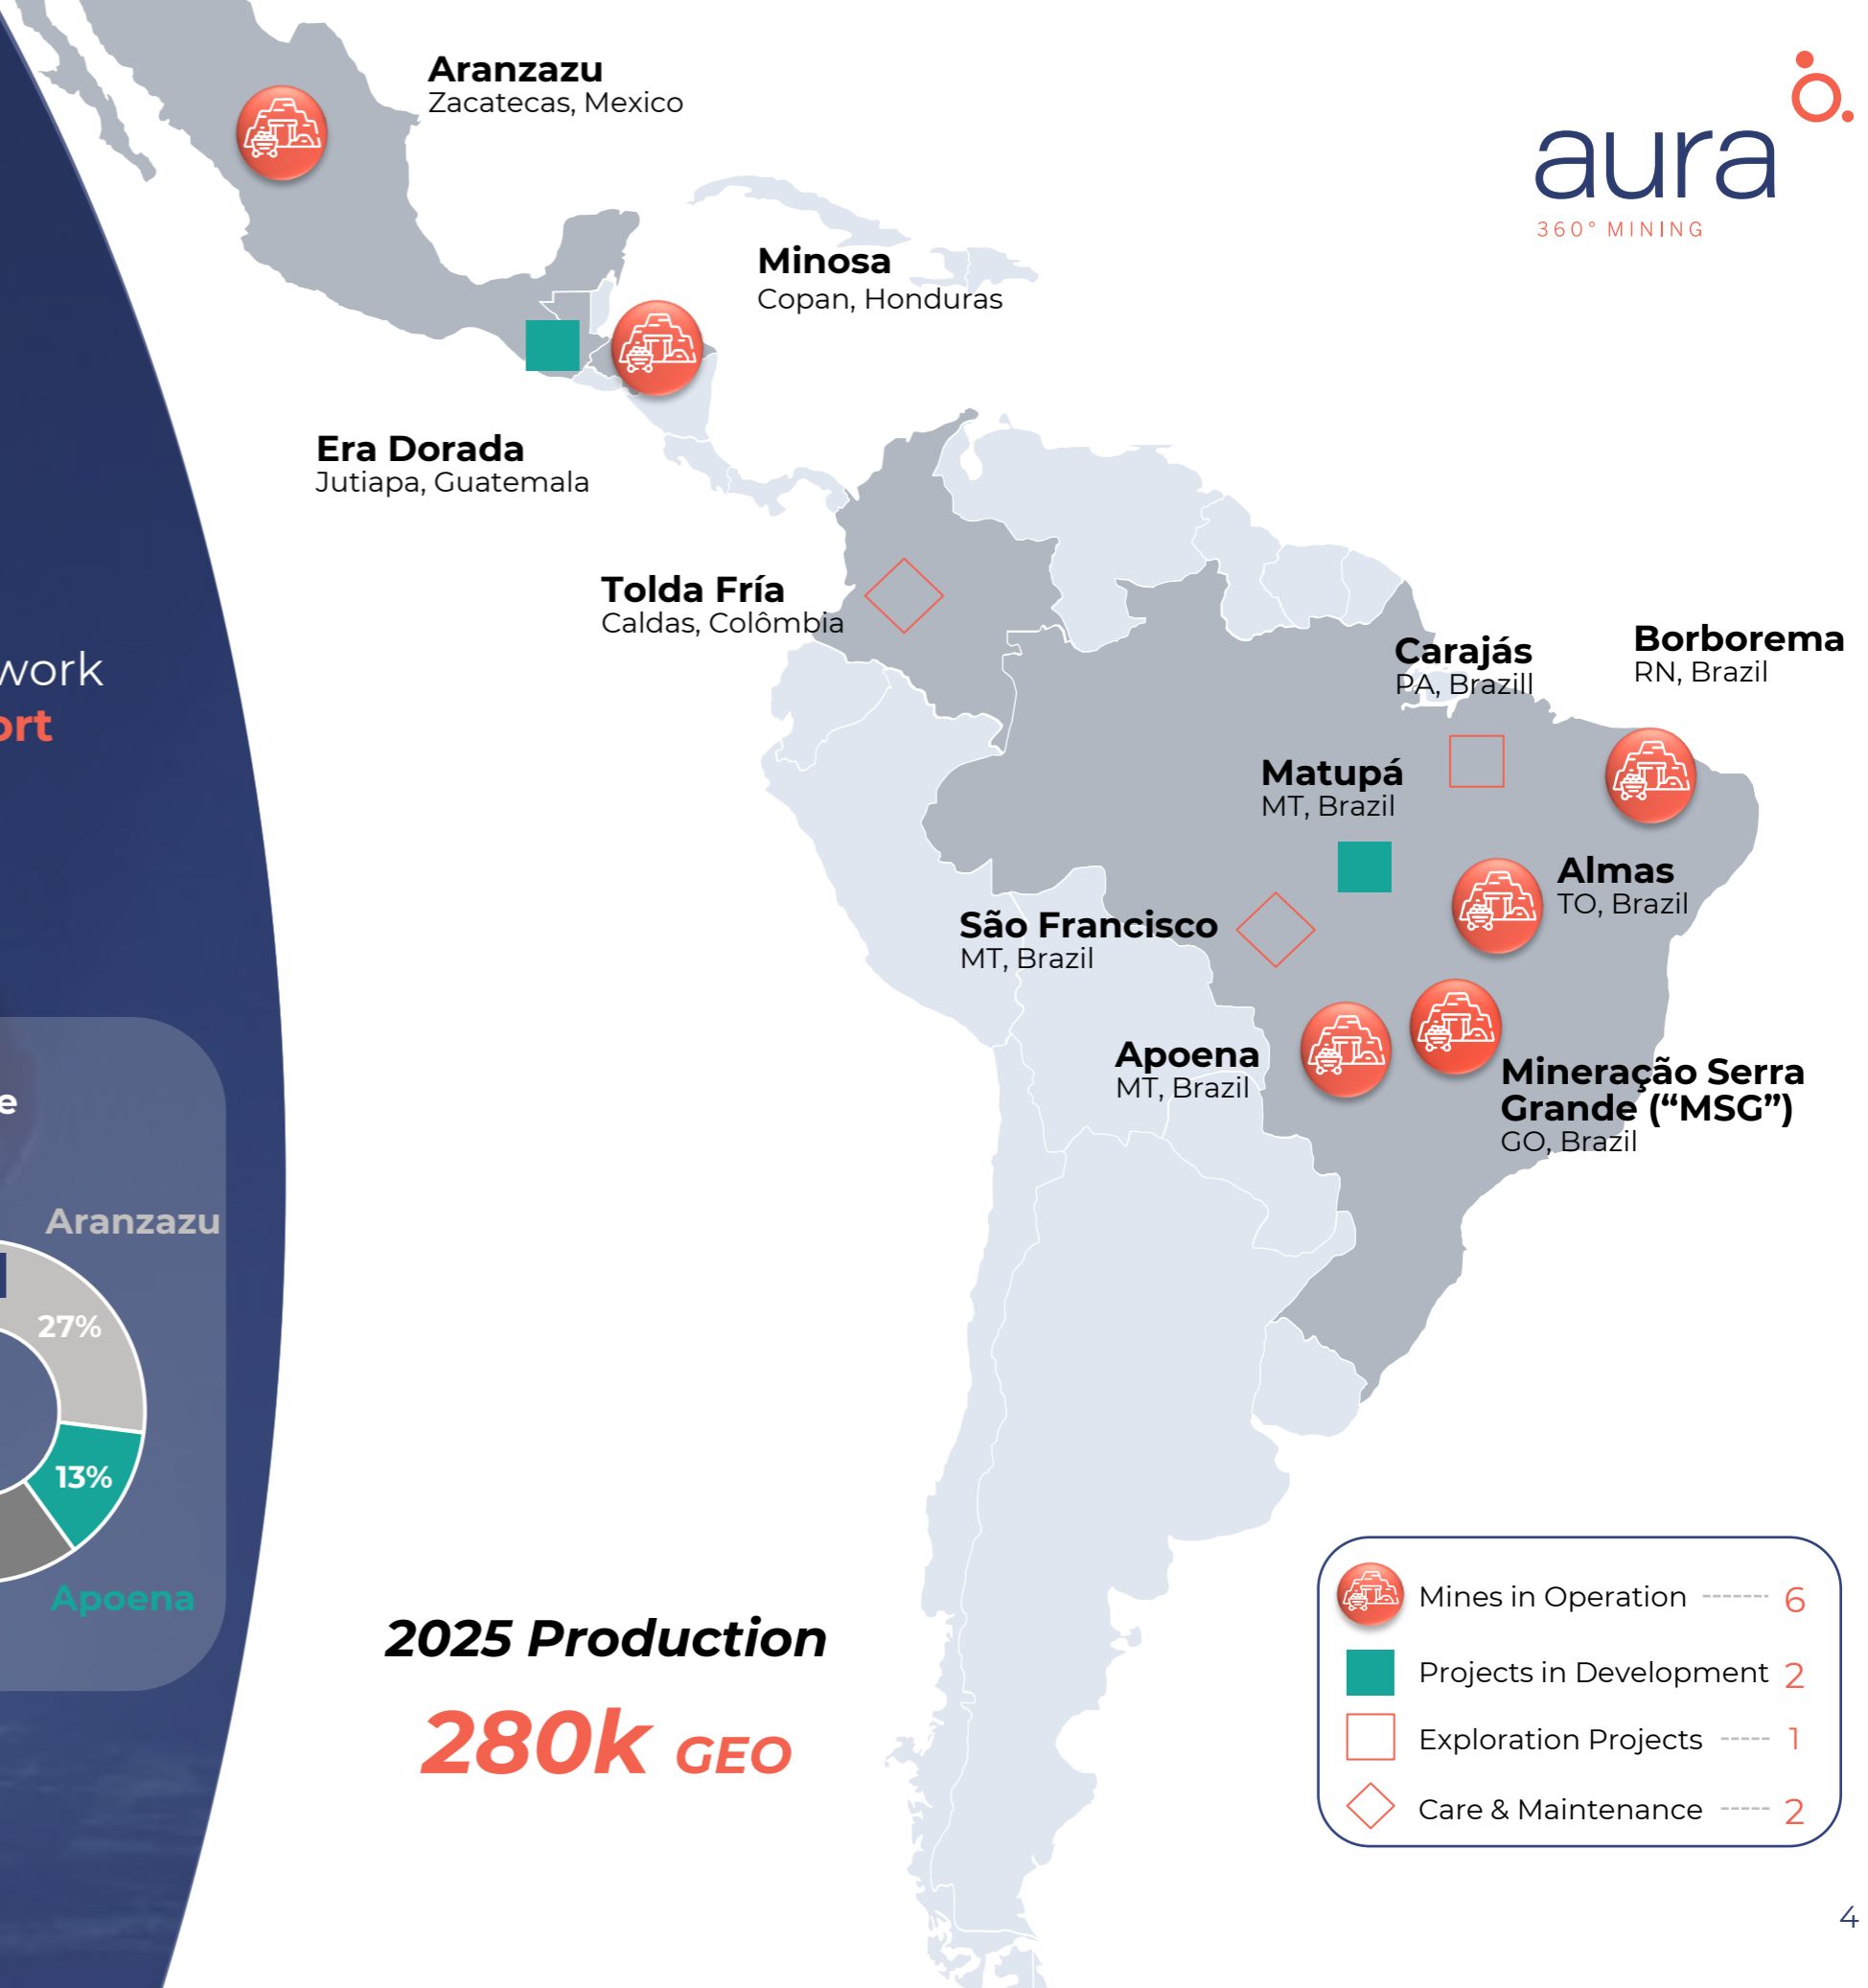 Aranzazu
Zacatecas, Mexico
aura
360° MINING
Minosa
Copan, Honduras
Era Dorada
Jutiapa, Guatemala
Tolda Fría
Caldas, Colômbia
Carajás
PA, Brazill
Borborema
RN, Brazil
Matupá
MT, Brazil
Almas
TO, Brazil
São Francisco
MT, Brazil
Apoena
MT, Brazil
Mineração Serra
Grande (“MSG”)
GO, Brazil
Aranzazu
27%
13%
Apoena
2025 Production
280k GEO
Mines in Operation 6
Projects in Development 2
Exploration Projects 1
Care & Maintenance 2
4